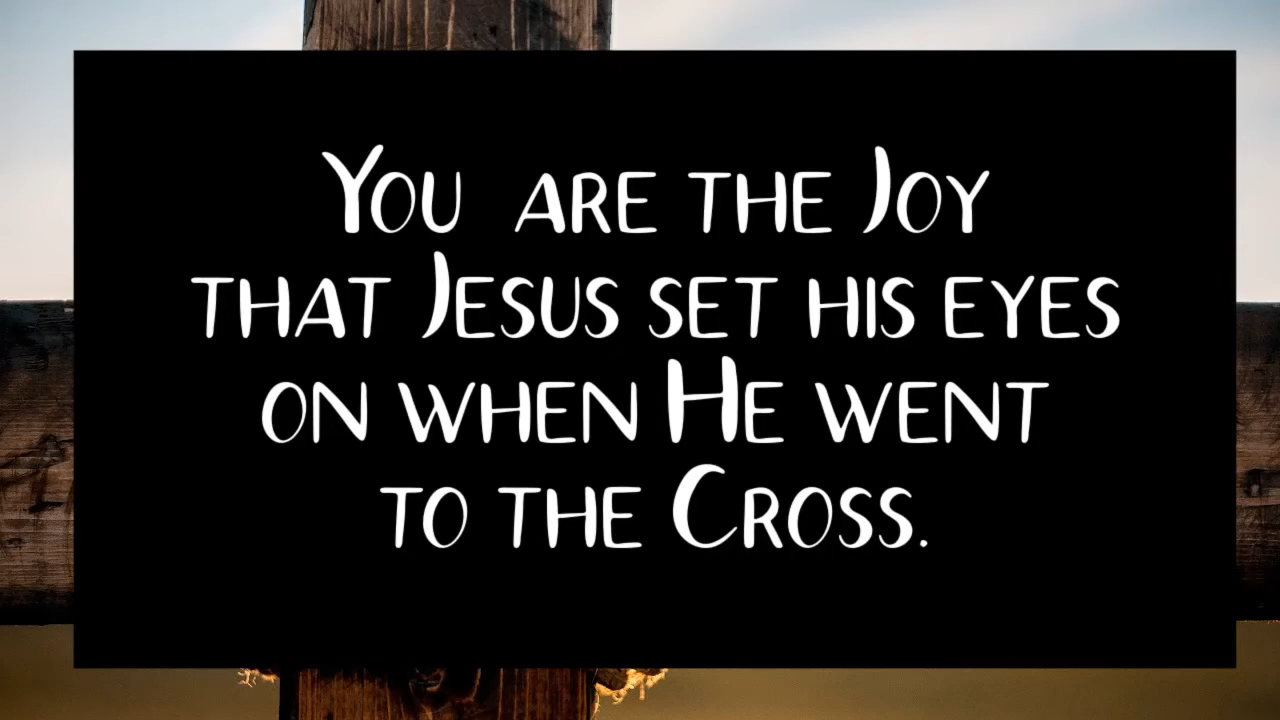 You are the Joy
that Jesus set his eyes
on when He went
to the Cross.